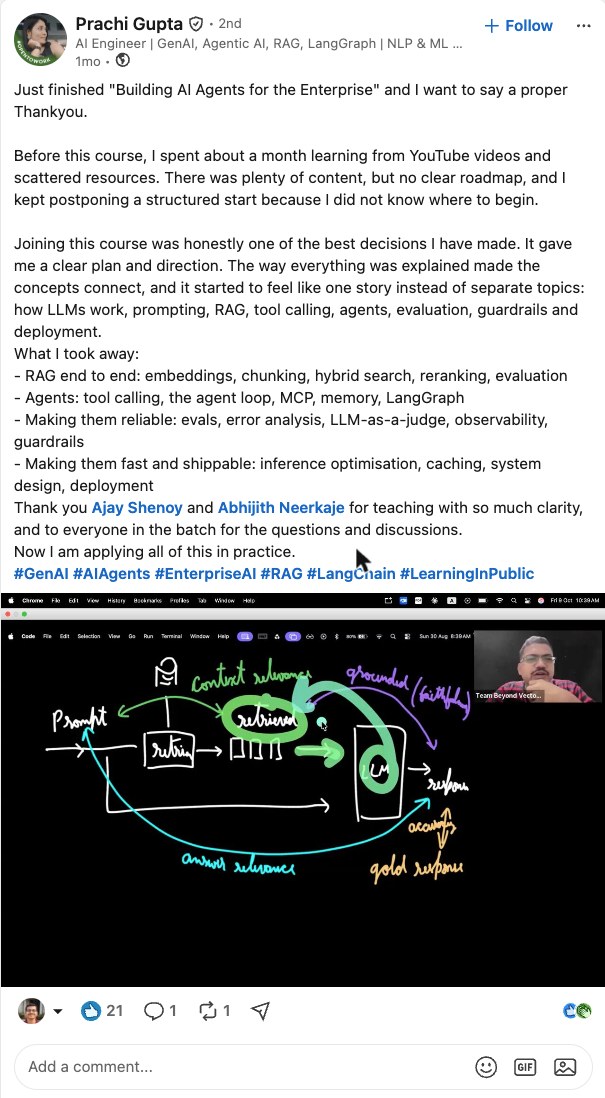 Prachi Gupta · 2nd
+ Follow
AI Engineer | GenAI, Agentic AI, RAG, LangGraph | NLP & ML ...
1mo ·
#OPENTOWORK
Just finished "Building AI Agents for the Enterprise" and I want to say a proper
Thankyou.
Before this course, I spent about a month learning from YouTube videos and
scattered resources. There was plenty of content, but no clear roadmap, and I
kept postponing a structured start because I did not know where to begin.
Joining this course was honestly one of the best decisions I have made. It gave
me a clear plan and direction. The way everything was explained made the
concepts connect, and it started to feel like one story instead of separate topics:
how LLMs work, prompting, RAG, tool calling, agents, evaluation, guardrails and
deployment.
What I took away:
- RAG end to end: embeddings, chunking, hybrid search, reranking, evaluation
- Agents: tool calling, the agent loop, MCP, memory, LangGraph
- Making them reliable: evals, error analysis, LLM-as-a-judge, observability,
guardrails
- Making them fast and shippable: inference optimisation, caching, system
design, deployment
Thank you Ajay Shenoy and Abhijith Neerkaje for teaching with so much clarity,
and to everyone in the batch for the questions and discussions.
Now I am applying all of this in practice.
#GenAI #AIAgents #EnterpriseAI #RAG #LangChain #LearningInPublic
Chrome File Edit View History Bookmarks Profiles Tab Window Help Fri 9 Oct 10:39 AM
Code File Edit Selection View Go Run Terminal Window Help 80% Sun 30 Aug 8:39 AM
Team Beyond Vecto...
context relevance
grounded (faithfulness)
Prompt
retrieved
LLM
response
accuracy
answer relevance
gold response
21
1
1
Add a comment...
GIF